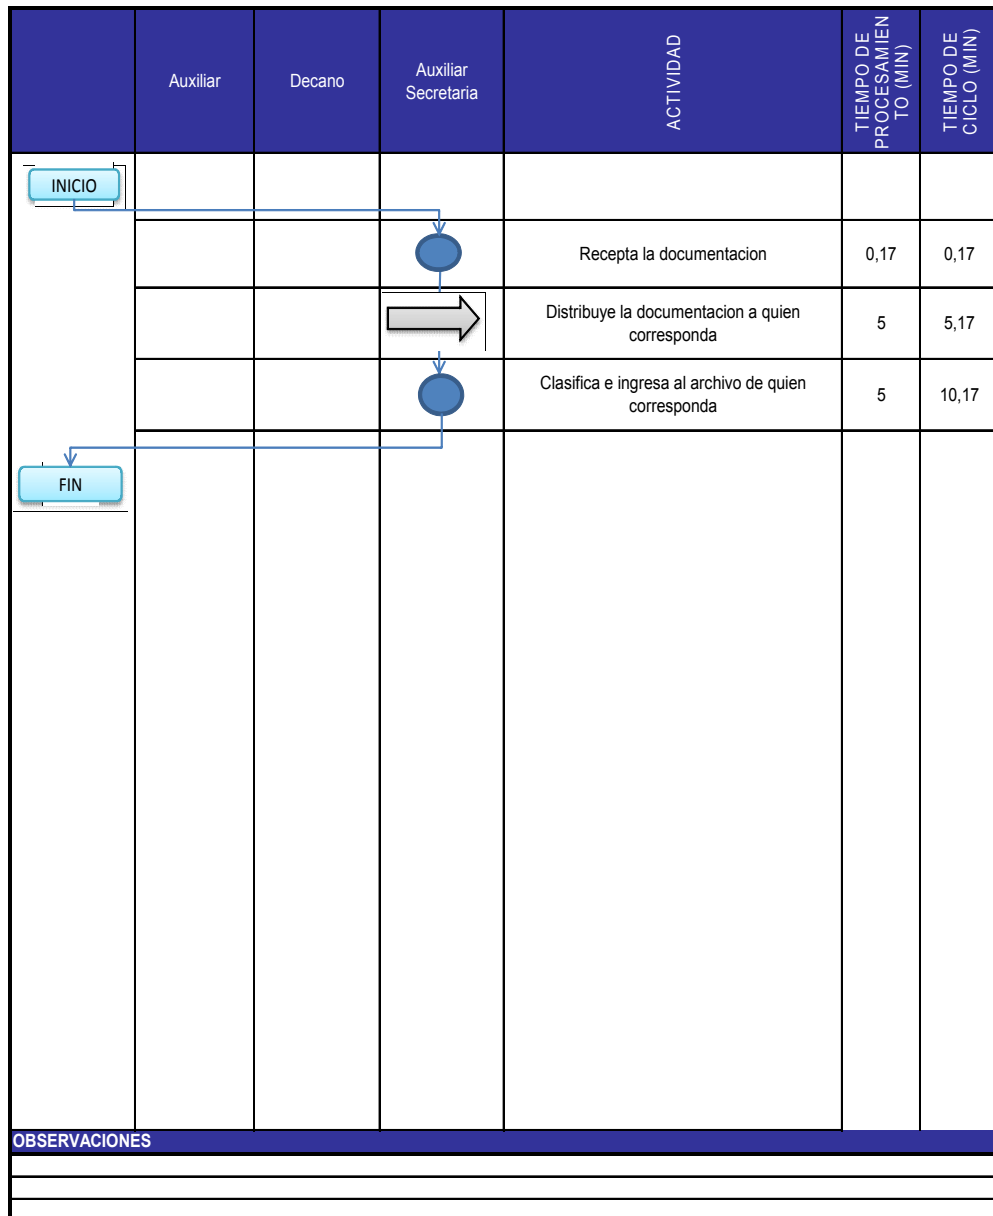 Auxiliar
Decano
Auxiliar
Secretaria
ACTIVIDAD
TIEMPO DE
PROCESAMIEN
TO (MIN)
TIEMPO DE
CICLO (MIN)
INICIO
Recepta la documentacion
0,17
0,17
Distribuye la documentacion a quien
corresponda
5
5,17
Clasifica e ingresa al archivo de quien
corresponda
5
10,17
FIN
OBSERVACIONES